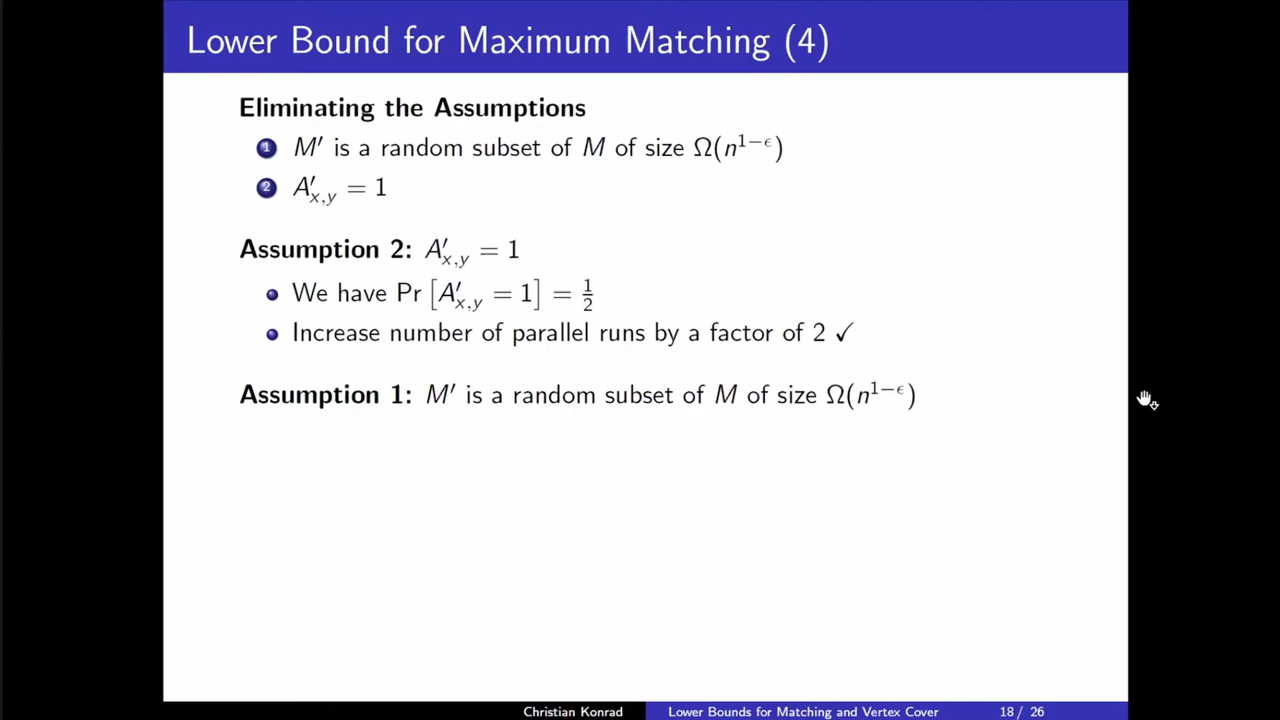 Lower Bound for Maximum Matching (4)
Eliminating the Assumptions
1 M′ is a random subset of M of size Ω(n^{1−ϵ})
2 A′_{x,y} = 1
Assumption 2: A′_{x,y} = 1
• We have Pr [A′_{x,y} = 1] = 1/2
• Increase number of parallel runs by a factor of 2 ✓
Assumption 1: M′ is a random subset of M of size Ω(n^{1−ϵ})
Christian Konrad Lower Bounds for Matching and Vertex Cover 18 / 26